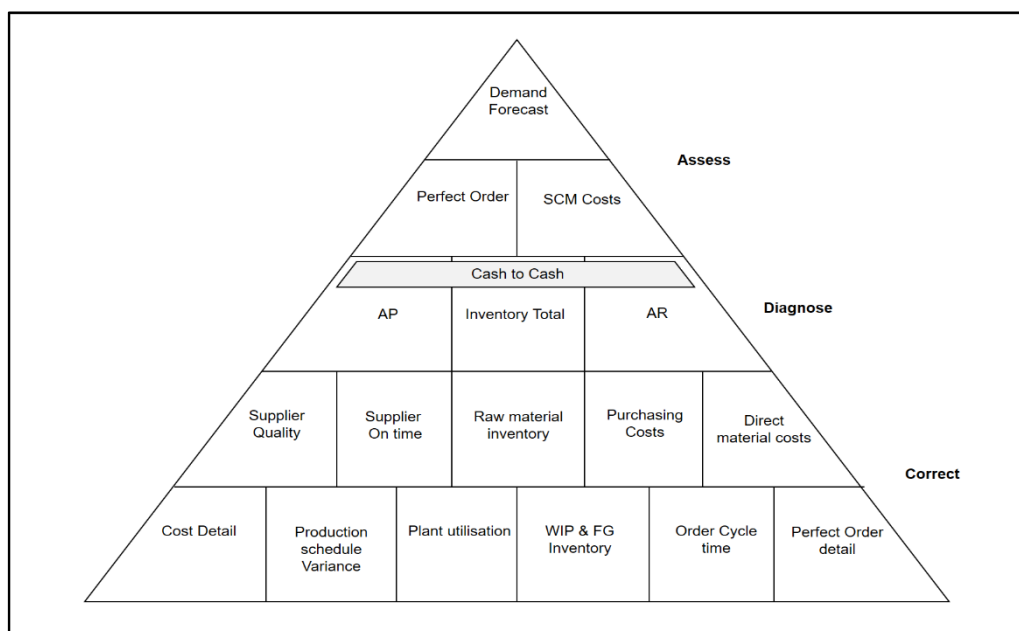 Demand
Forecast
Assess
Perfect Order
SCM Costs
Cash to Cash
AP
Inventory Total
AR
Diagnose
Supplier
Quality
Supplier
On time
Raw material
inventory
Purchasing
Costs
Direct
material costs
Correct
Cost Detail
Production
schedule
Variance
Plant utilisation
WIP & FG
Inventory
Order Cycle
time
Perfect Order
detail